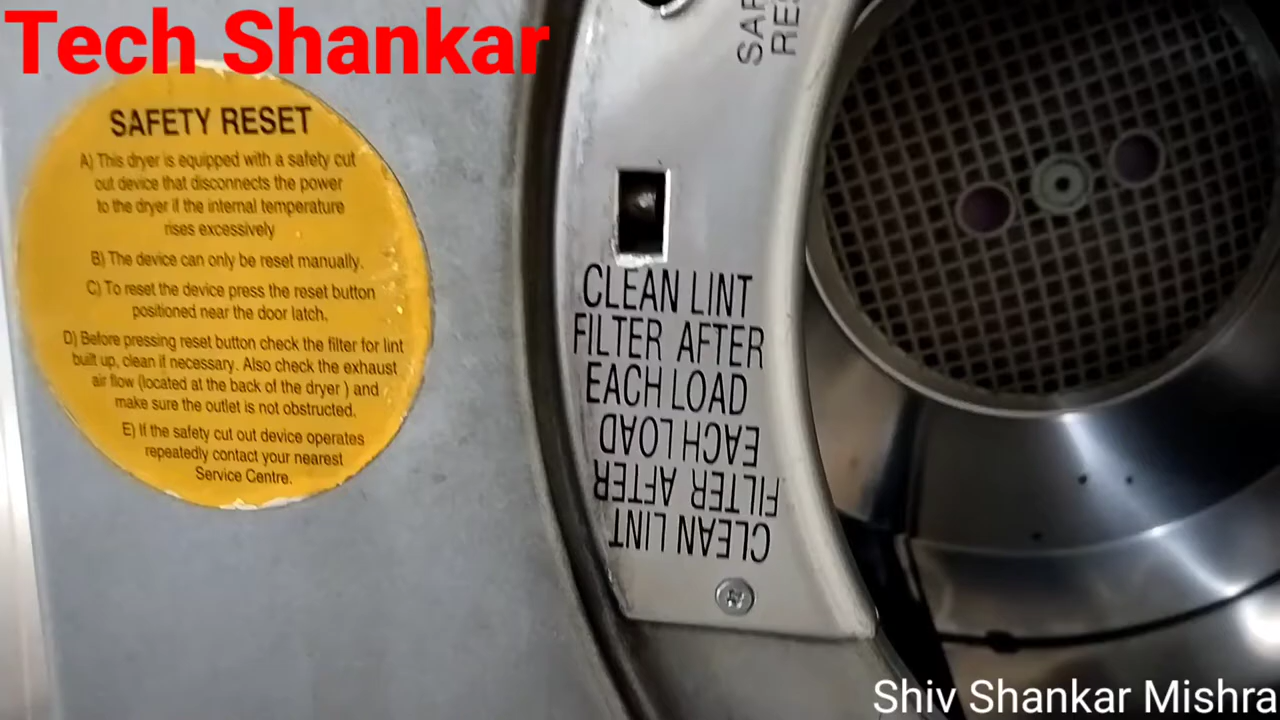 Tech Shankar
SAFETY RESET
A) This dryer is equipped with a safety cut
out device that disconnects the power
to the dryer if the internal temperature
rises excessively
B) The device can only be reset manually.
C) To reset the device press the reset button
positioned near the door latch.
D) Before pressing reset button check the filter for lint
built up, clean if necessary. Also check the exhaust
air flow (located at the back of the dryer ) and
make sure the outlet is not obstructed.
E) If the safety cut out device operates
repeatedly contact your nearest
Service Centre.
CLEAN LINT
FILTER AFTER
EACH LOAD
CLEAN LINT
FILTER AFTER
EACH LOAD
Shiv Shankar Mishra